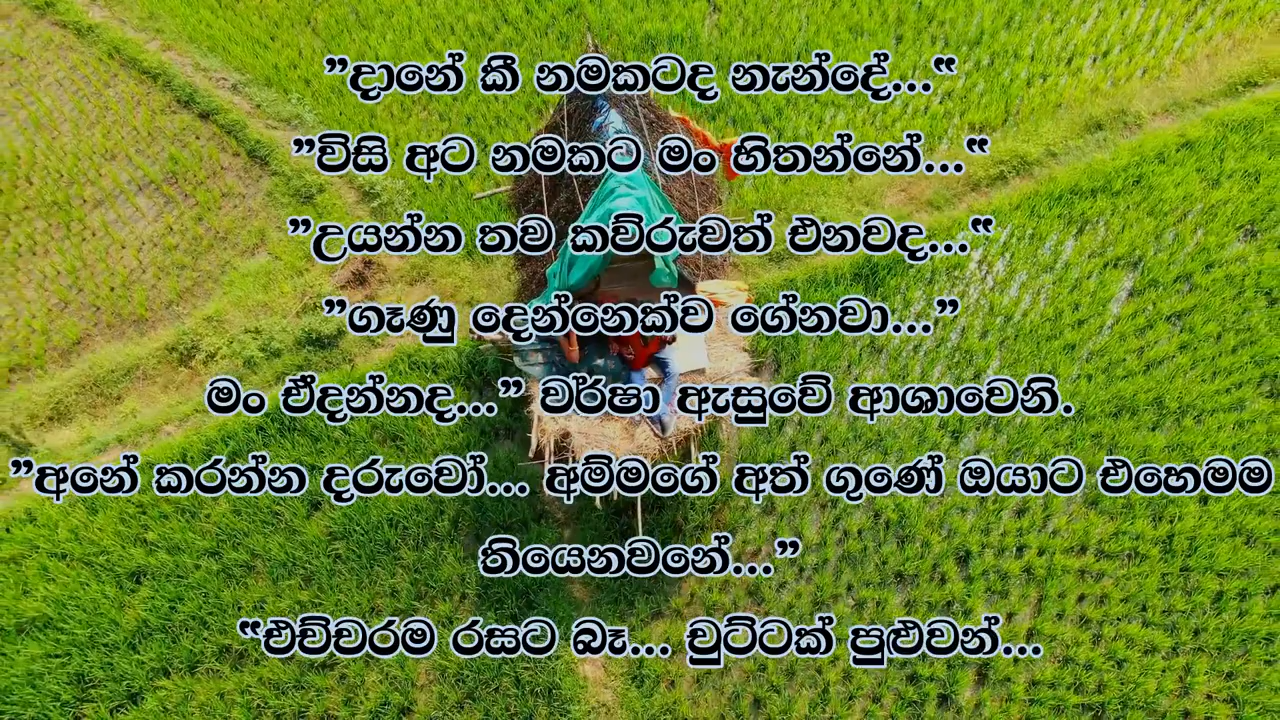 ”දානේ කී නමකටද නැන්දේ...“
”විසි අට නමකට මං හිතන්නේ...“
”උයන්න තව කව්රුවත් එනවද...“
”ගෑණු දෙන්නෙක්ව ගේනවා...”
මං ඒදන්නද...” වර්ෂා ඇසුවේ ආශාවෙනි.
”අනේ කරන්න දරුවෝ... අම්මගේ අත් ගුණේ ඔයාට එහෙමම
තියෙනවනේ...”
“එච්චරම රසට බෑ... චුට්ටක් පුළුවන්...